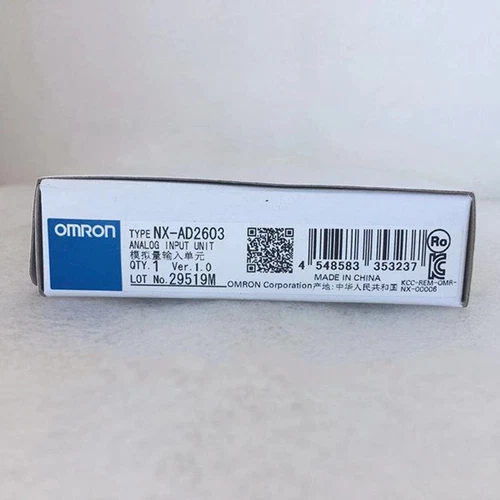 OMRON
TYPE NX-AD2603
ANALOG INPUT UNIT
模拟量输入单元
QTY. 1 Ver.1.0
LOT No. 29519M
4 548583 353237
MADE IN CHINA
OMRON Corporation 产地:中华人民共和国
Ro
KCC-REM-OMR-
NX-00006